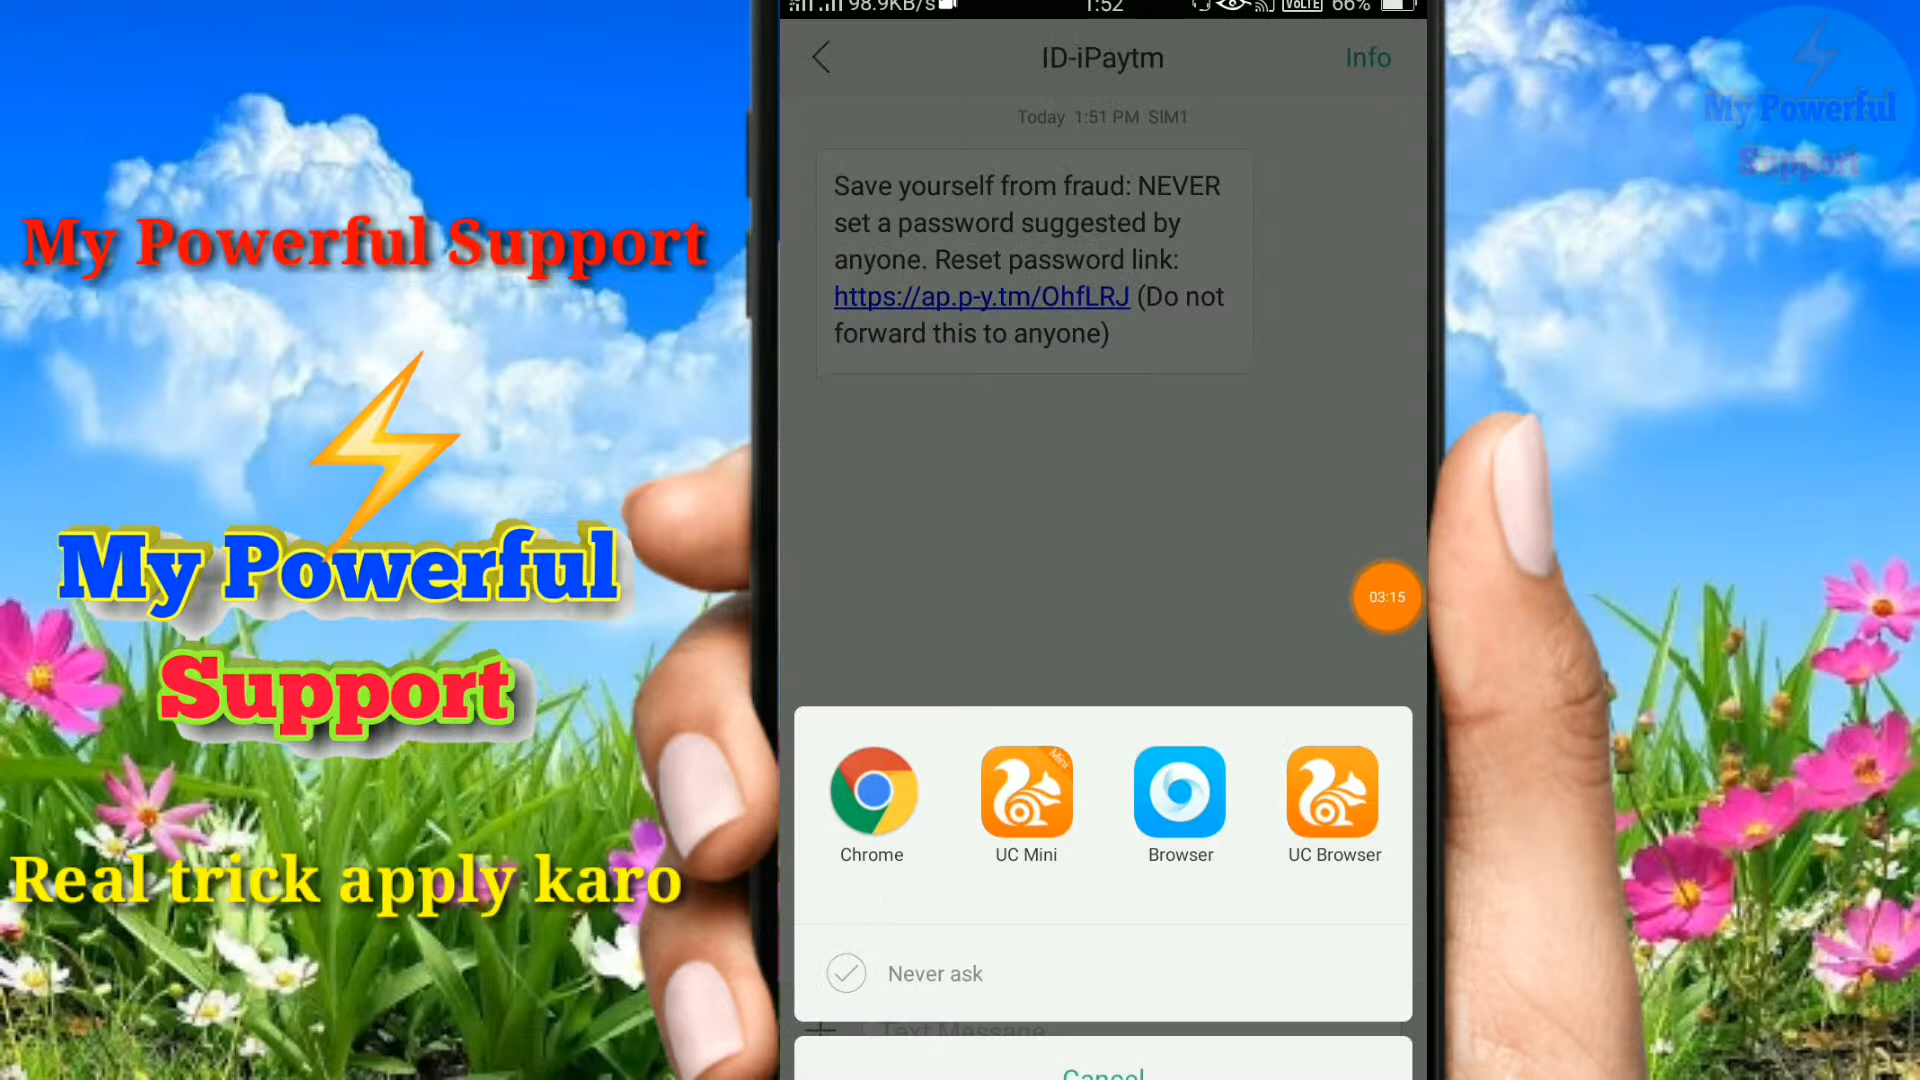 98.9KB/s 1:52 VoLTE 66%
ID-iPaytm Info
Today 1:51 PM SIM1
Save yourself from fraud: NEVER
set a password suggested by
anyone. Reset password link:
https://ap.p-y.tm/OhfLRJ (Do not
forward this to anyone)
My Powerful
Support
My Powerful Support
My Powerful
Support
Real trick apply karo
03:15
Mini
Chrome UC Mini Browser UC Browser
Never ask
Text Message
Cancel